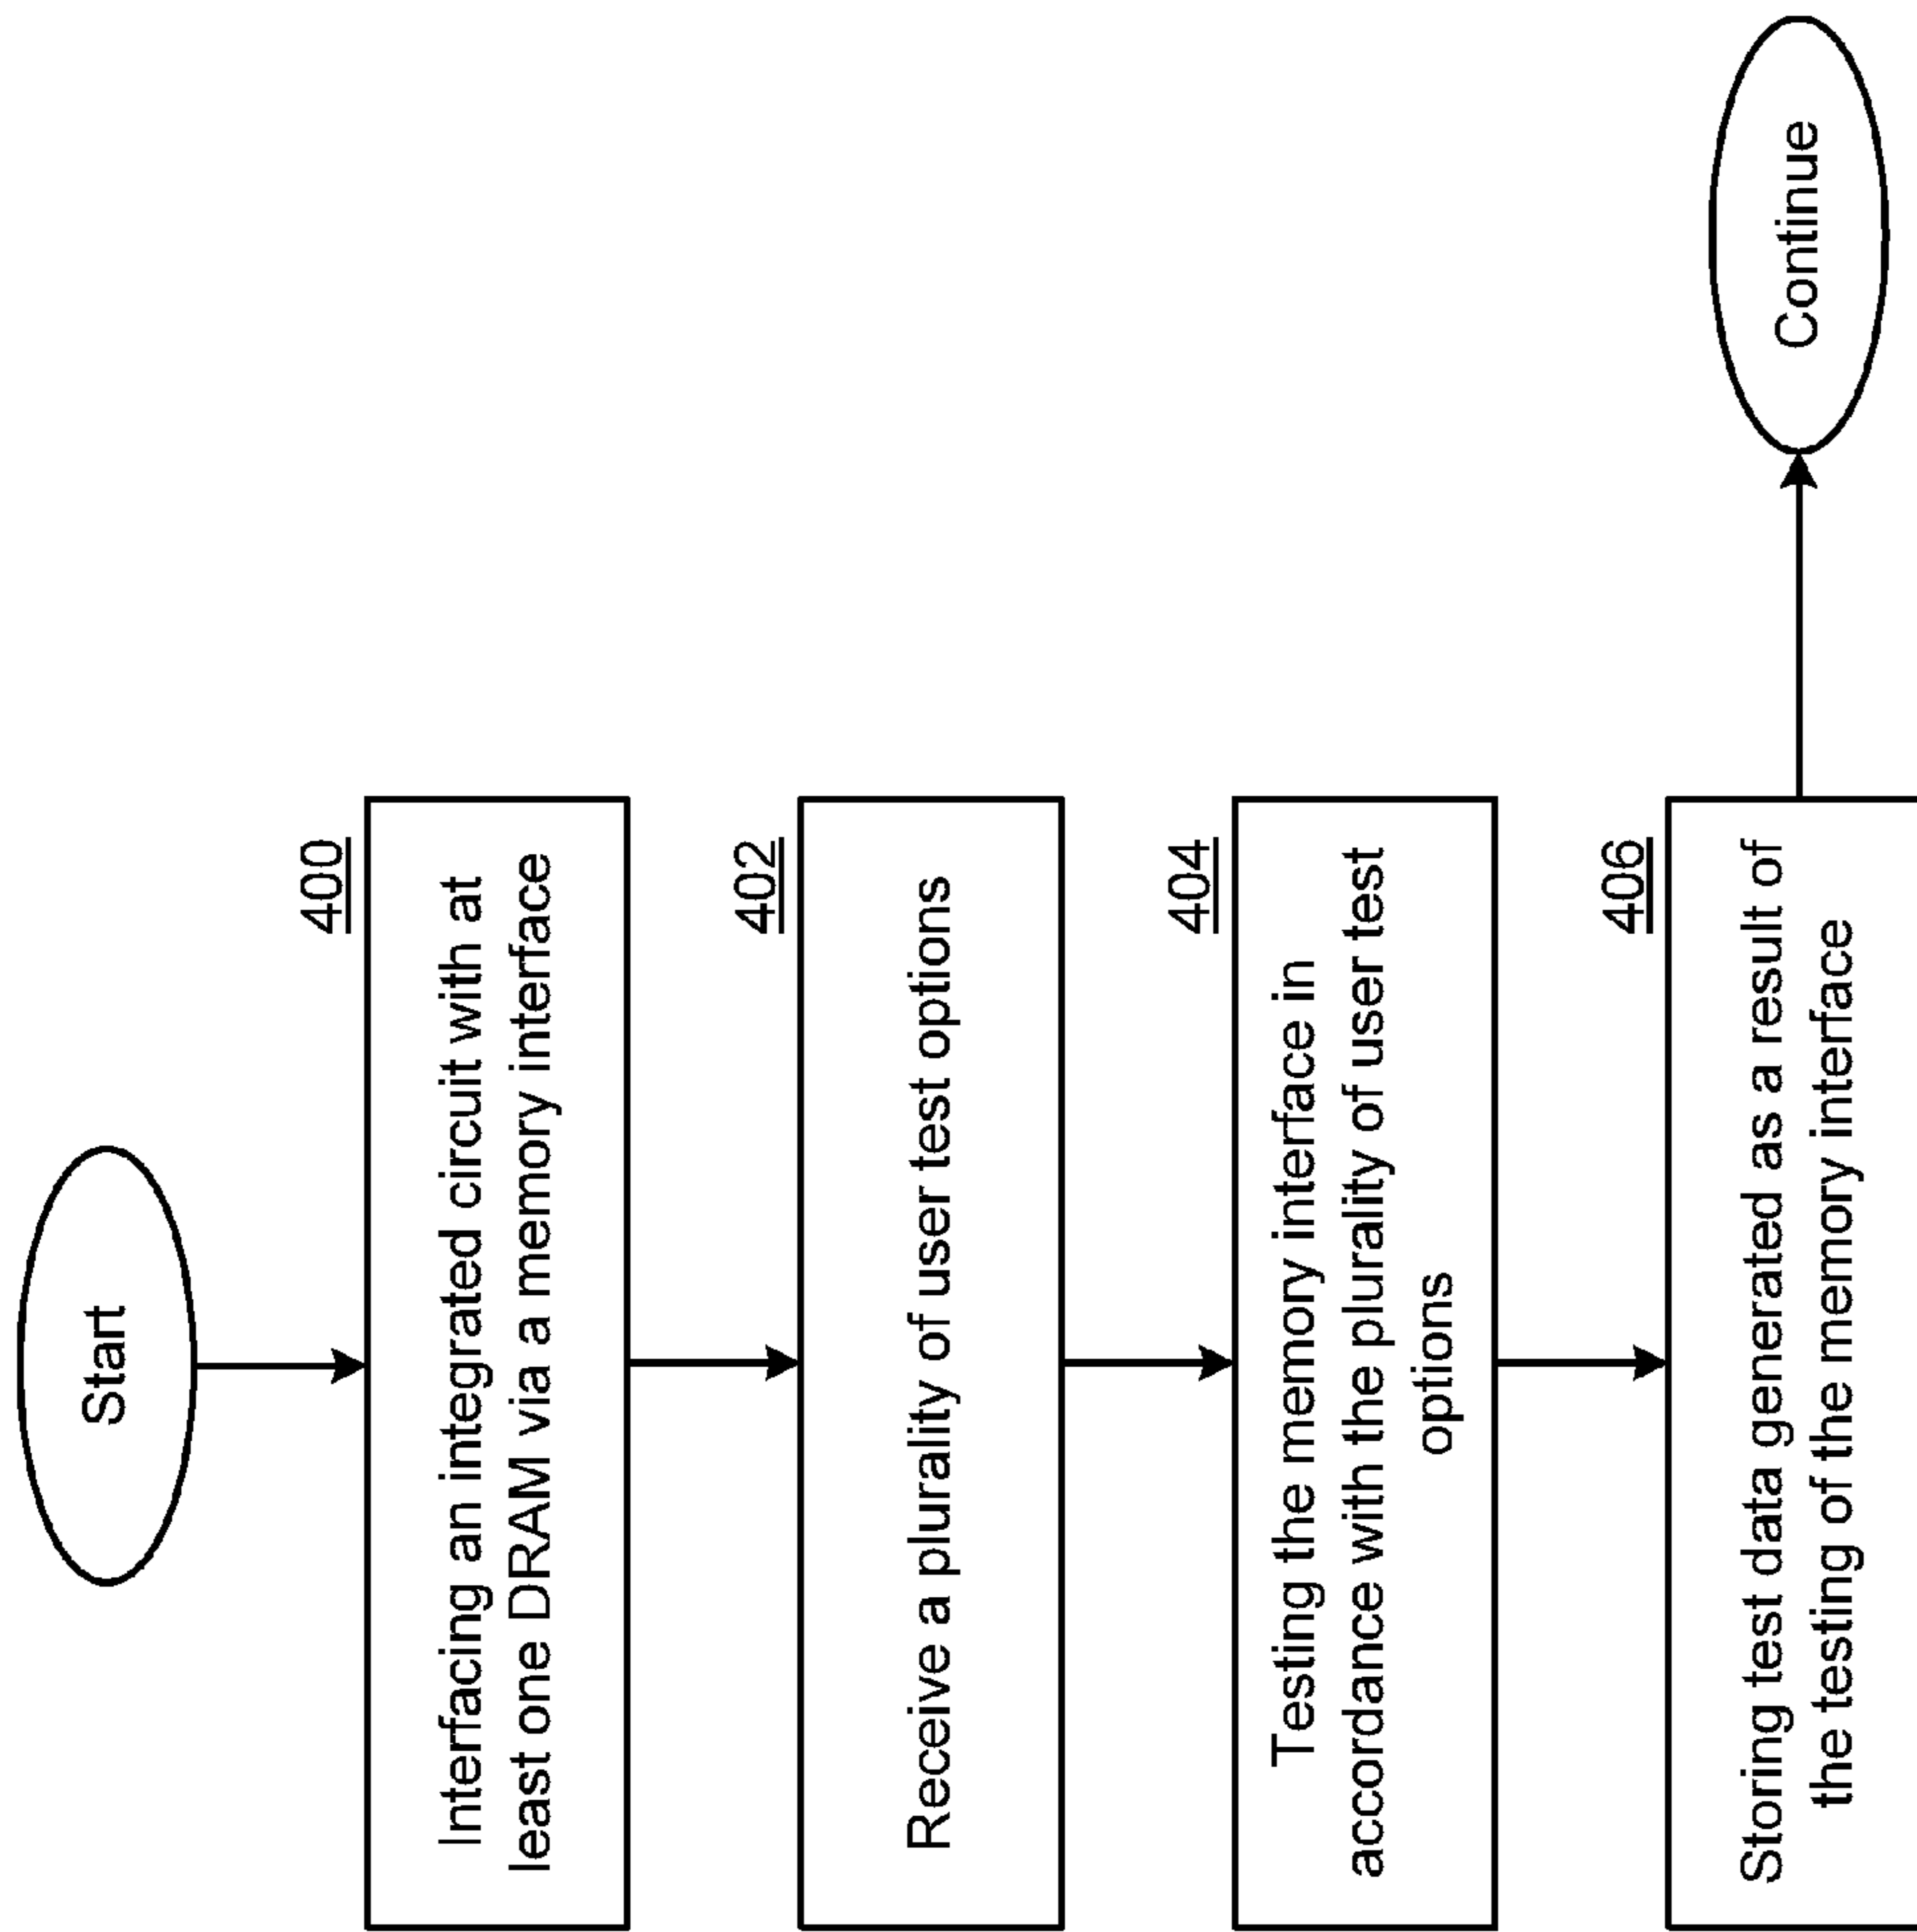 Start
400
Interfacing an integrated circuit with at
least one DRAM via a memory interface
402
Receive a plurality of user test options
404
Testing the memory interface in
accordance with the plurality of user test
options
406
Storing test data generated as a result of
the testing of the memory interface
Continue